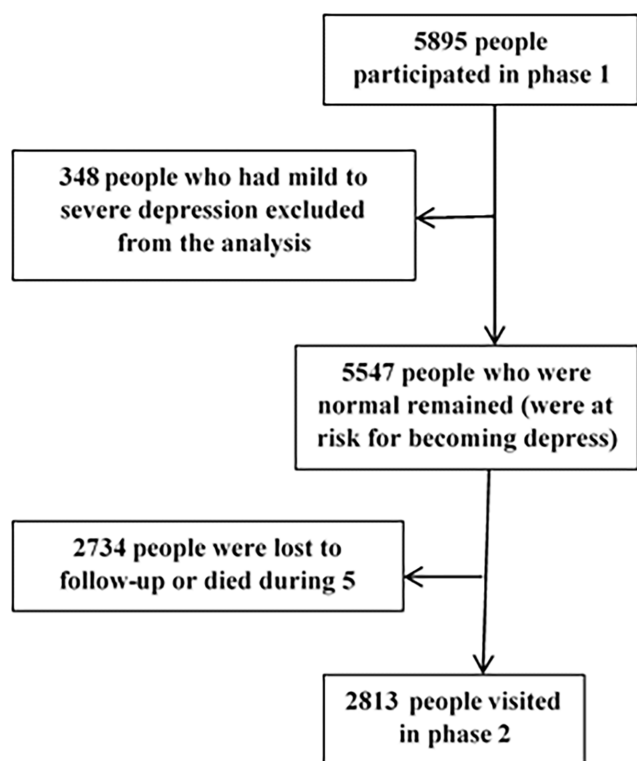 5895 people
participated in phase 1
348 people who had mild to
severe depression excluded
from the analysis
5547 people who were
normal remained (were at
risk for becoming depress)
2734 people were lost to
follow-up or died during 5
2813 people visited
in phase 2